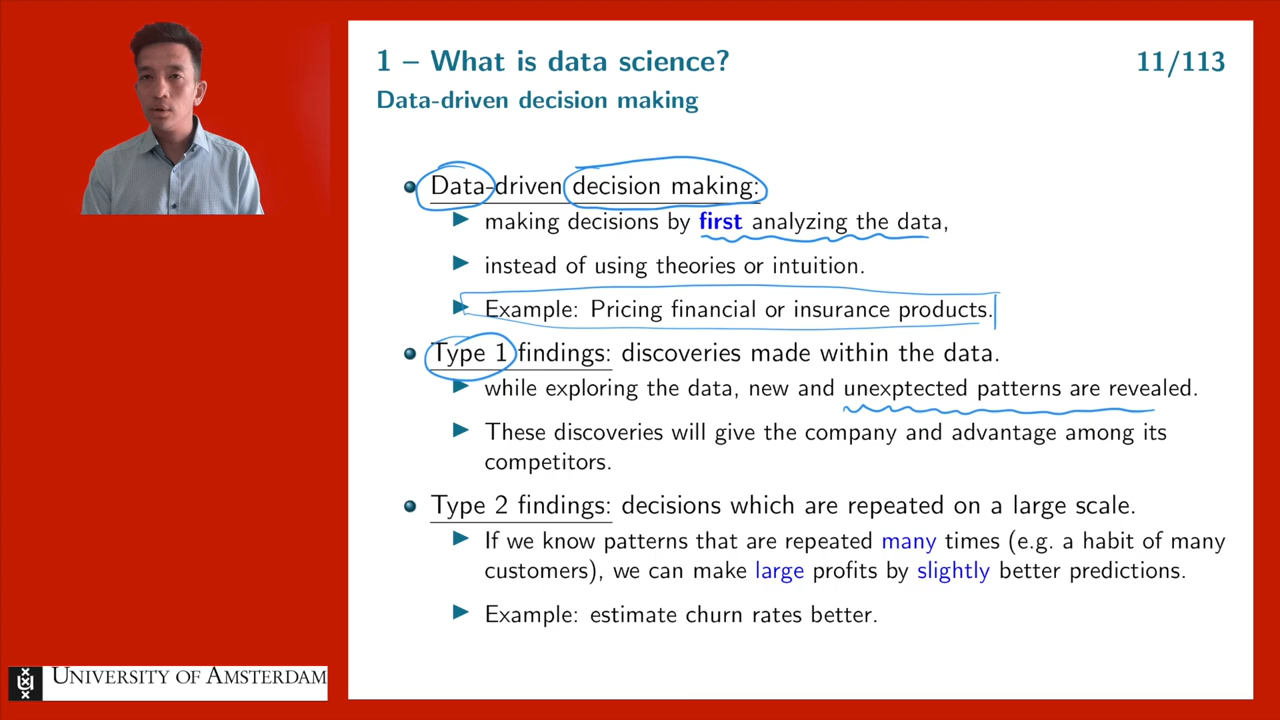 1 – What is data science?
11/113
Data-driven decision making
Data-driven decision making:
making decisions by first analyzing the data,
instead of using theories or intuition.
Example: Pricing financial or insurance products.
Type 1 findings: discoveries made within the data.
while exploring the data, new and unexptected patterns are revealed.
These discoveries will give the company and advantage among its
competitors.
Type 2 findings: decisions which are repeated on a large scale.
If we know patterns that are repeated many times (e.g. a habit of many
customers), we can make large profits by slightly better predictions.
Example: estimate churn rates better.
UNIVERSITY OF AMSTERDAM